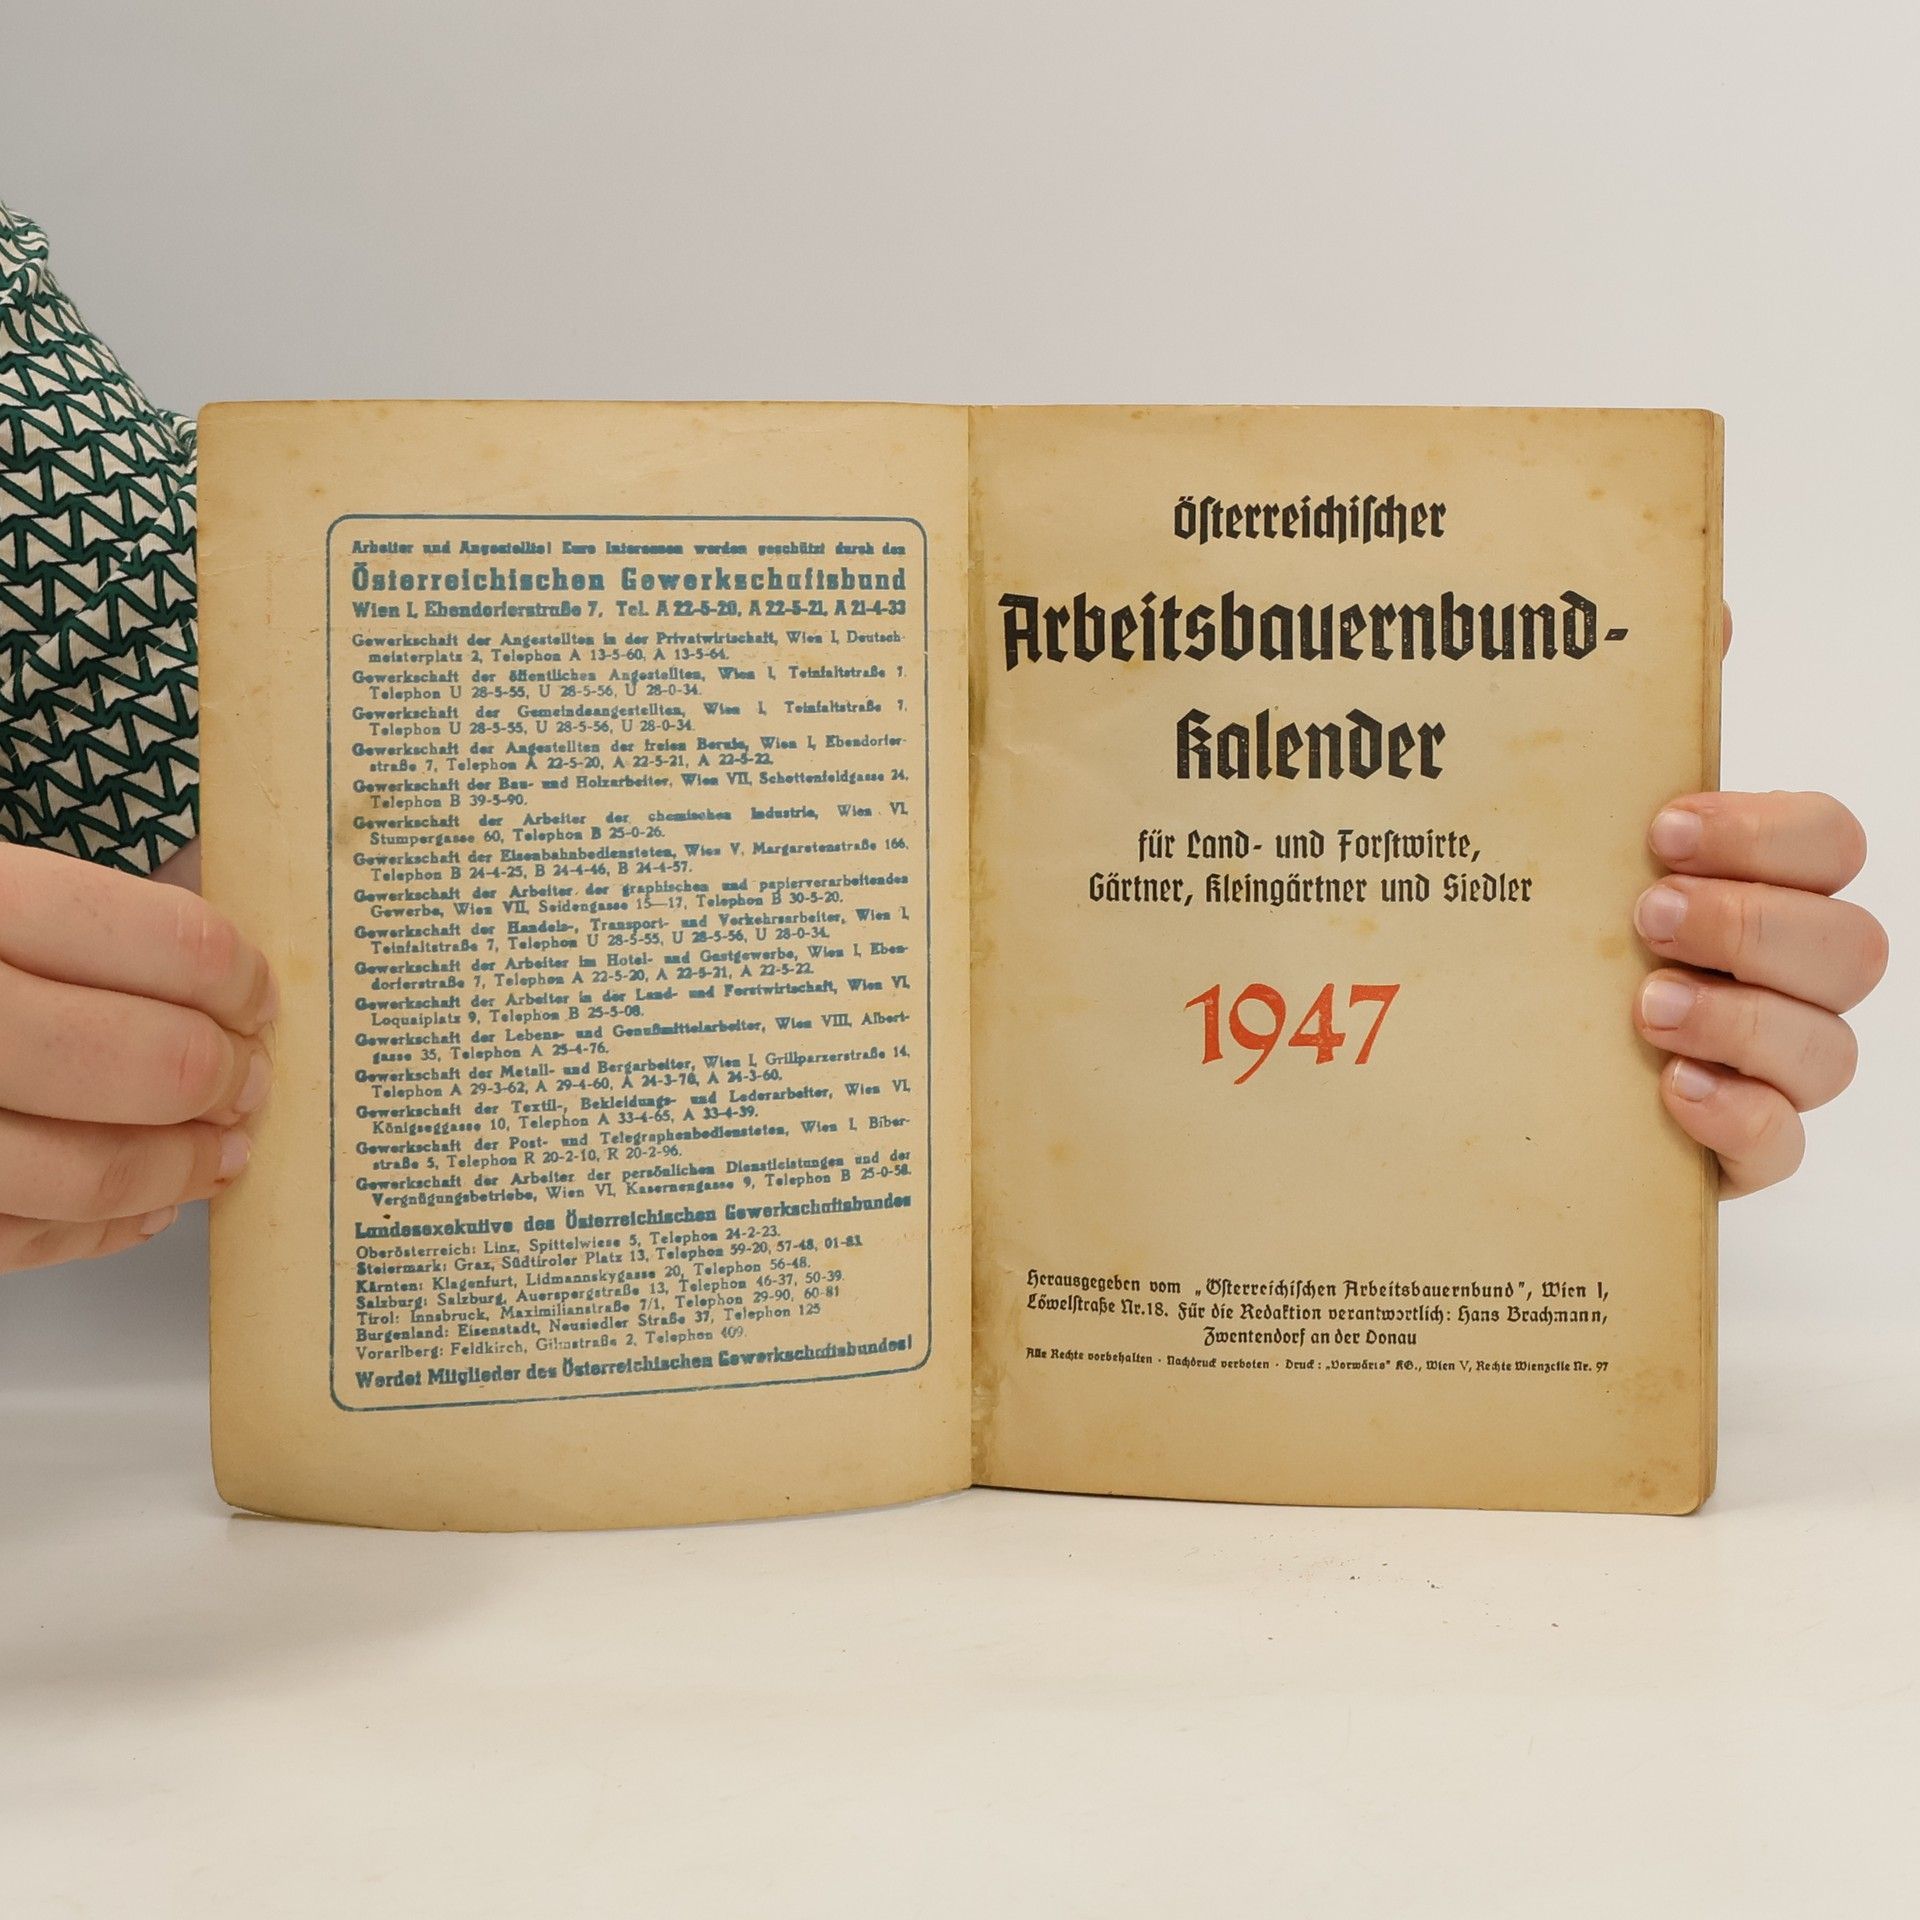 Arbeiter und Angestellte! Eure Interessen werden geschützt durch den
Österreichischen Gewerkschaftsbund
Wien I, Ebendorferstraße 7, Tel. A 22-5-20, A 22-5-21, A 21-4-33
Gewerkschaft der Angestellten in der Privatwirtschaft, Wien I, Deutsch-
meisterplatz 2, Telephon A 13-5-60, A 13-5-64.
Gewerkschaft der öffentlichen Angestellten, Wien I, Teinfaltstraße 7,
Telephon U 28-5-55, U 28-5-56, U 28-0-34.
Gewerkschaft der Gemeindeangestellten, Wien I, Teinfaltstraße 7,
Telephon U 28-5-55, U 28-5-56, U 28-0-34.
Gewerkschaft der Angestellten der freien Berufe, Wien I, Ebendorfer-
straße 7, Telephon A 22-5-20, A 22-5-21, A 22-5-22.
Gewerkschaft der Bau- und Holzarbeiter, Wien VII, Schottenfeldgasse 24,
Telephon B 39-5-90.
Gewerkschaft der Arbeiter der chemischen Industrie, Wien VI,
Stumpergasse 60, Telephon B 25-0-26.
Gewerkschaft der Eisenbahnbediensteten, Wien V, Margaretenstraße 166,
Telephon B 24-4-25, B 24-4-46, B 24-4-57.
Gewerkschaft der Arbeiter der graphischen und papierverarbeitenden
Gewerbe, Wien VII, Seidengasse 15—17, Telephon B 30-5-20.
Gewerkschaft der Handels-, Transport- und Verkehrsarbeiter, Wien I,
Teinfaltstraße 7, Telephon U 28-5-55, U 28-5-56, U 28-0-34.
Gewerkschaft der Arbeiter im Hotel- und Gastgewerbe, Wien I, Eben-
dorferstraße 7, Telephon A 22-5-20, A 22-5-21, A 22-5-22.
Gewerkschaft der Arbeiter in der Land- und Forstwirtschaft, Wien VI,
Loquaiplatz 9, Telephon B 25-5-08.
Gewerkschaft der Lebens- und Genußmittelarbeiter, Wien VIII, Albert-
gasse 35, Telephon A 25-4-76.
Gewerkschaft der Metall- und Bergarbeiter, Wien I, Grillparzerstraße 14,
Telephon A 29-3-62, A 29-4-60, A 24-3-70, A 24-3-60.
Gewerkschaft der Textil-, Bekleidungs- und Lederarbeiter, Wien VI,
Königseggasse 10, Telephon A 33-4-65, A 33-4-39.
Gewerkschaft der Post- und Telegraphenbediensteten, Wien I, Biber-
straße 5, Telephon R 20-2-10, R 20-2-96.
Gewerkschaft der Arbeiter der persönlichen Dienstleistungen und der
Vergnügungsbetriebe, Wien VI, Kasernengasse 9, Telephon B 25-0-58.
Landesexekutive des Österreichischen Gewerkschaftsbundes
Oberösterreich: Linz, Spittelwiese 5, Telephon 24-2-23.
Steiermark: Graz, Südtiroler Platz 13, Telephon 59-20, 57-48, 01-81
Kärnten: Klagenfurt, Lidmannskygasse 20, Telephon 56-48.
Salzburg: Salzburg, Auerspergstraße 13, Telephon 46-37, 50-39.
Tirol: Innsbruck, Maximilianstraße 7/1, Telephon 29-90, 60-81
Burgenland: Eisenstadt, Neusiedler Straße 37, Telephon 125
Vorarlberg: Feldkirch, Gilmstraße 2, Telephon 409.
Werdet Mitglieder des Österreichischen Gewerkschaftsbundes!
Österreichischer
Arbeitsbauernbund-
Kalender
für Land- und Forstwirte,
Gärtner, Kleingärtner und Siedler
1947
Herausgegeben vom „Österreichischen Arbeitsbauernbund", Wien I,
Löwelstraße Nr.18. Für die Redaktion verantwortlich: Hans Brachmann,
Zwentendorf an der Donau
Alle Rechte vorbehalten · Nachdruck verboten · Druck: „Vorwärts" KG., Wien V, Rechte Wienzeile Nr. 97